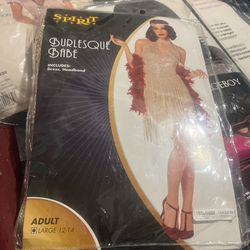 SPIRIT
BURLESQUE
BABE
INCLUDES:
Dress, Headband
ADULT
LARGE 12-14